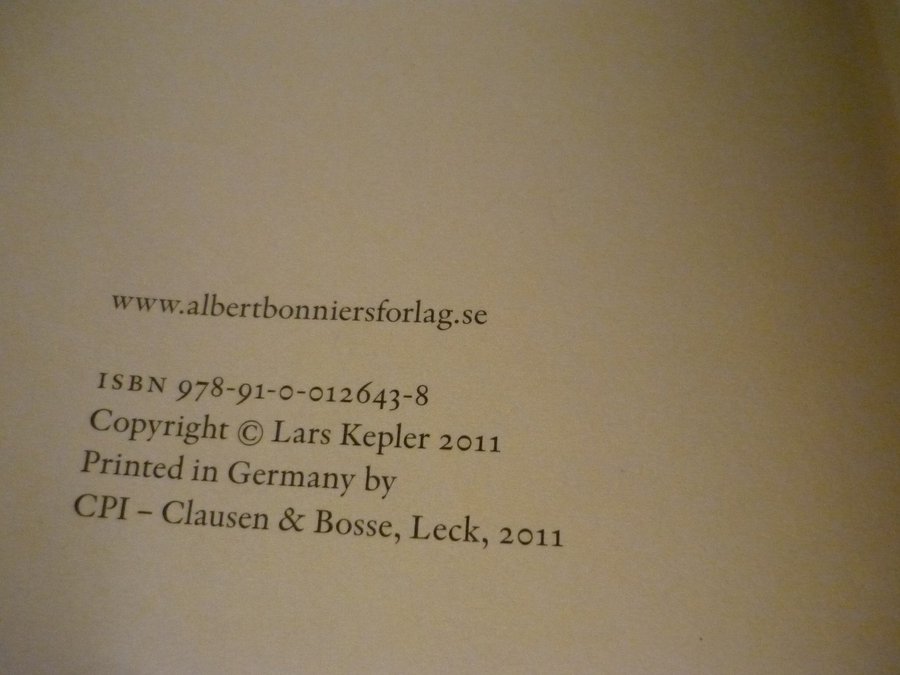 www.albertbonniersforlag.se
ISBN 978-91-0-012643-8
Copyright © Lars Kepler 2011
Printed in Germany by
CPI – Clausen & Bosse, Leck, 2011